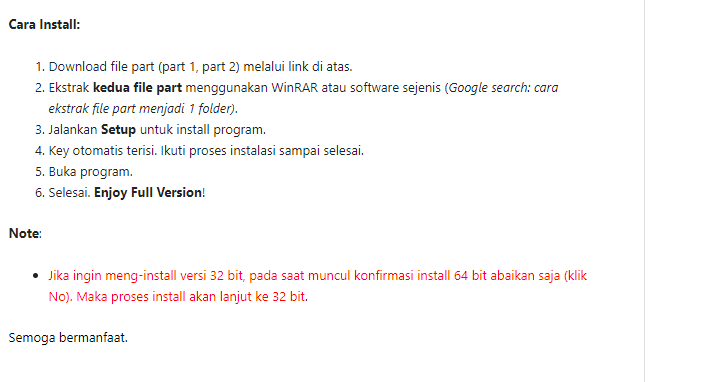 Cara Install:
1. Download file part (part 1, part 2) melalui link di atas.
2. Ekstrak kedua file part menggunakan WinRAR atau software sejenis (Google search: cara
ekstrak file part menjadi 1 folder).
3. Jalankan Setup untuk install program.
4. Key otomatis terisi. Ikuti proses instalasi sampai selesai.
5. Buka program.
6. Selesai. Enjoy Full Version!
Note:
• Jika ingin meng-install versi 32 bit, pada saat muncul konfirmasi install 64 bit abaikan saja (klik
No). Maka proses install akan lanjut ke 32 bit.
Semoga bermanfaat.